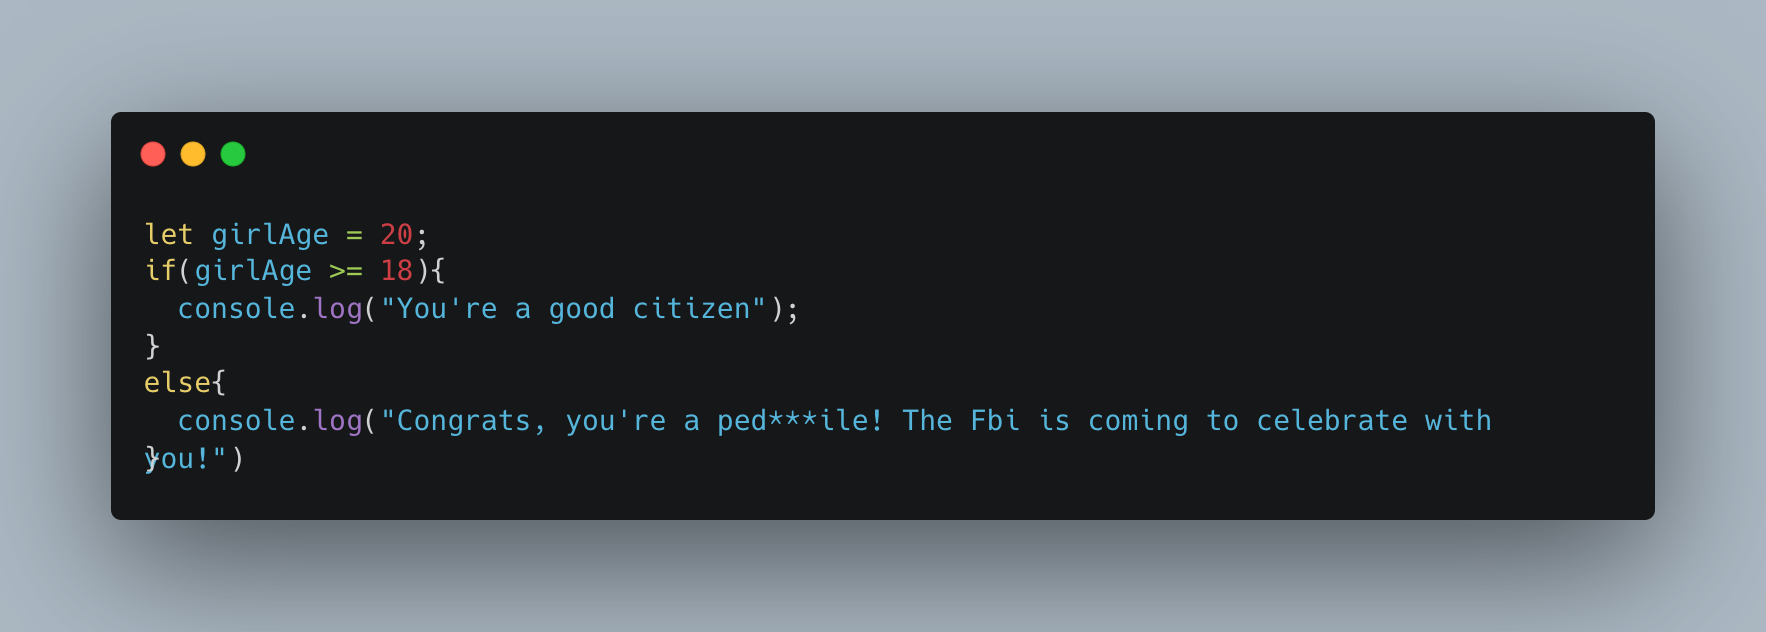 let girlAge = 20;
if(girlAge >= 18){
  console.log("You're a good citizen");
}
else{
  console.log("Congrats, you're a ped***ile! The Fbi is coming to celebrate with
you!")
}